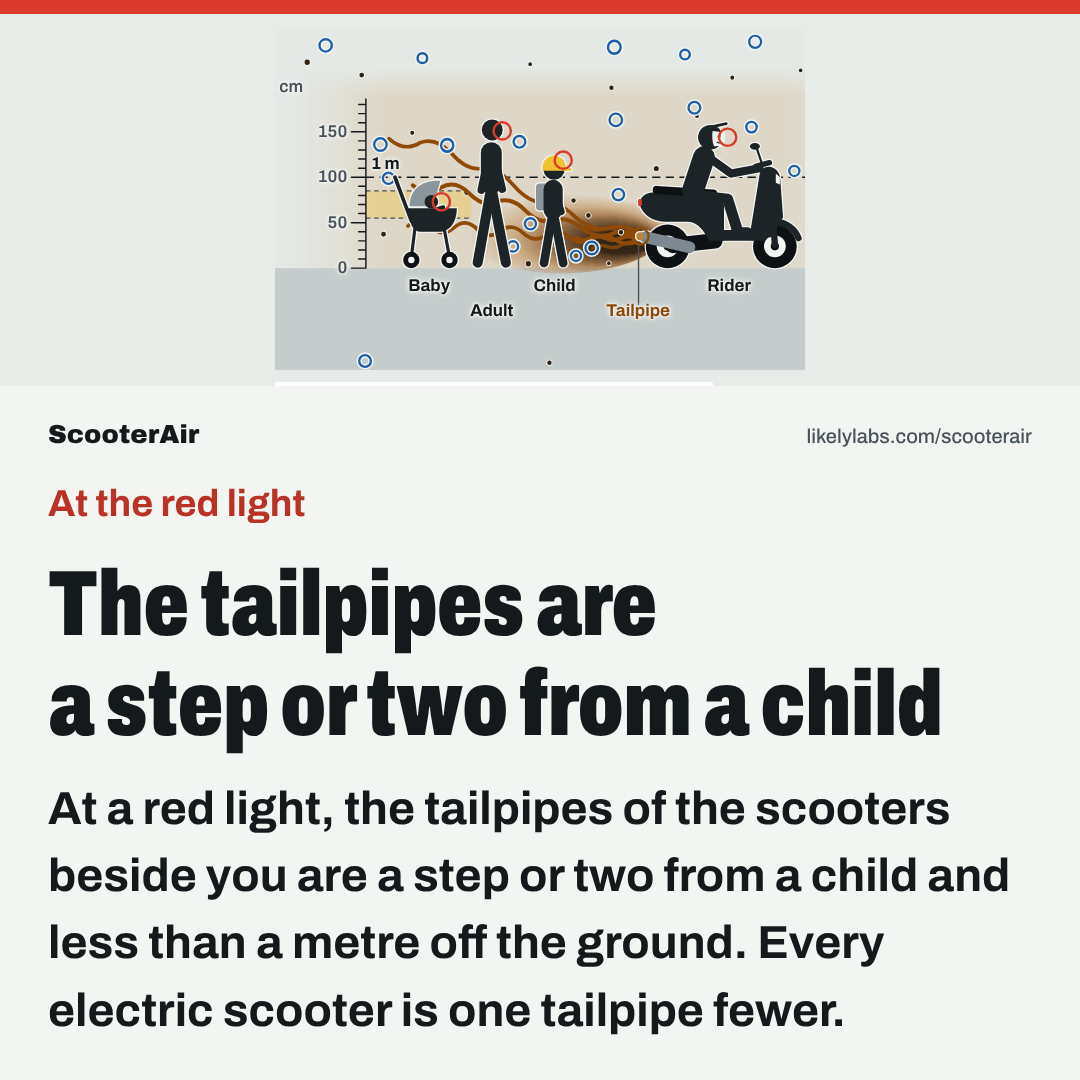 cm
150
1 m
100
50
0
Baby
Child
Rider
Adult
Tailpipe
ScooterAir
likelylabs.com/scooterair
At the red light
The tailpipes are
a step or two from a child
At a red light, the tailpipes of the scooters
beside you are a step or two from a child and
less than a metre off the ground. Every
electric scooter is one tailpipe fewer.